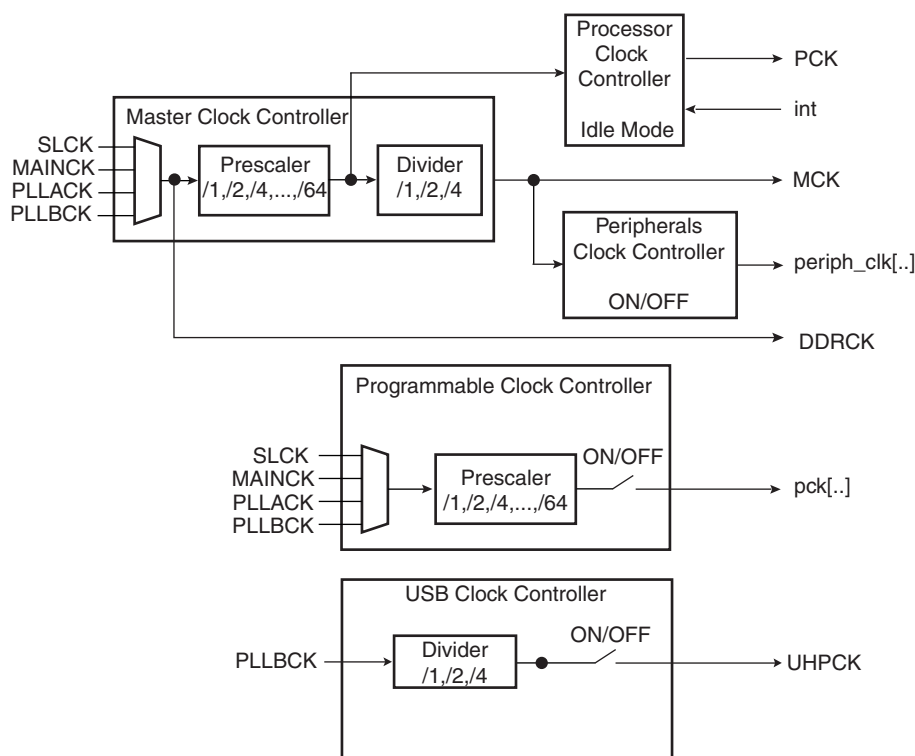 Processor
Clock
Controller
Idle Mode
PCK
int
Master Clock Controller
SLCK
MAINCK
PLLACK
PLLBCK
Prescaler
/1,/2,/4,...,/64
Divider
/1,/2,/4
MCK
Peripherals
Clock Controller
ON/OFF
periph_clk[..]
DDRCK
Programmable Clock Controller
SLCK
MAINCK
PLLACK
PLLBCK
Prescaler
/1,/2,/4,...,/64
ON/OFF
pck[..]
USB Clock Controller
PLLBCK
Divider
/1,/2,/4
ON/OFF
UHPCK